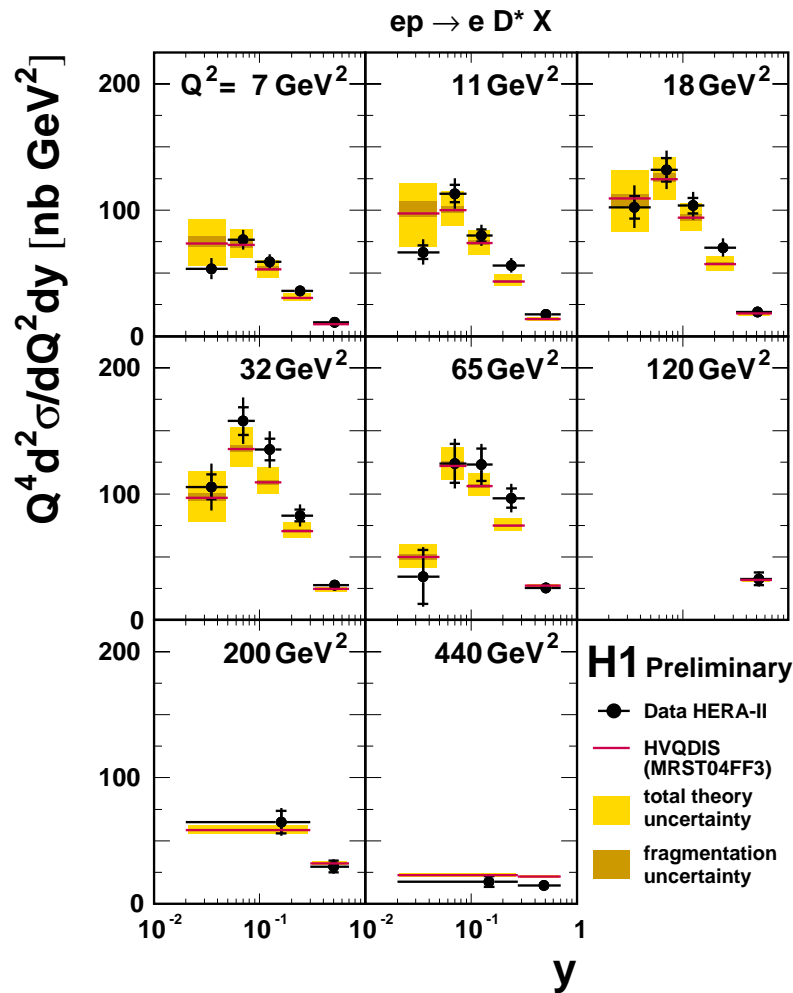 ep → e D* X
Q⁴ d²σ/dQ²dy [nb GeV²]
Q² = 7 GeV²
11 GeV²
18 GeV²
200
100
0
32 GeV²
65 GeV²
120 GeV²
200
100
0
200 GeV²
440 GeV²
200
100
0
H1 Preliminary
Data HERA-II
HVQDIS
(MRST04FF3)
total theory
uncertainty
fragmentation
uncertainty
10⁻² 10⁻¹ 10⁻² 10⁻¹ 1
y